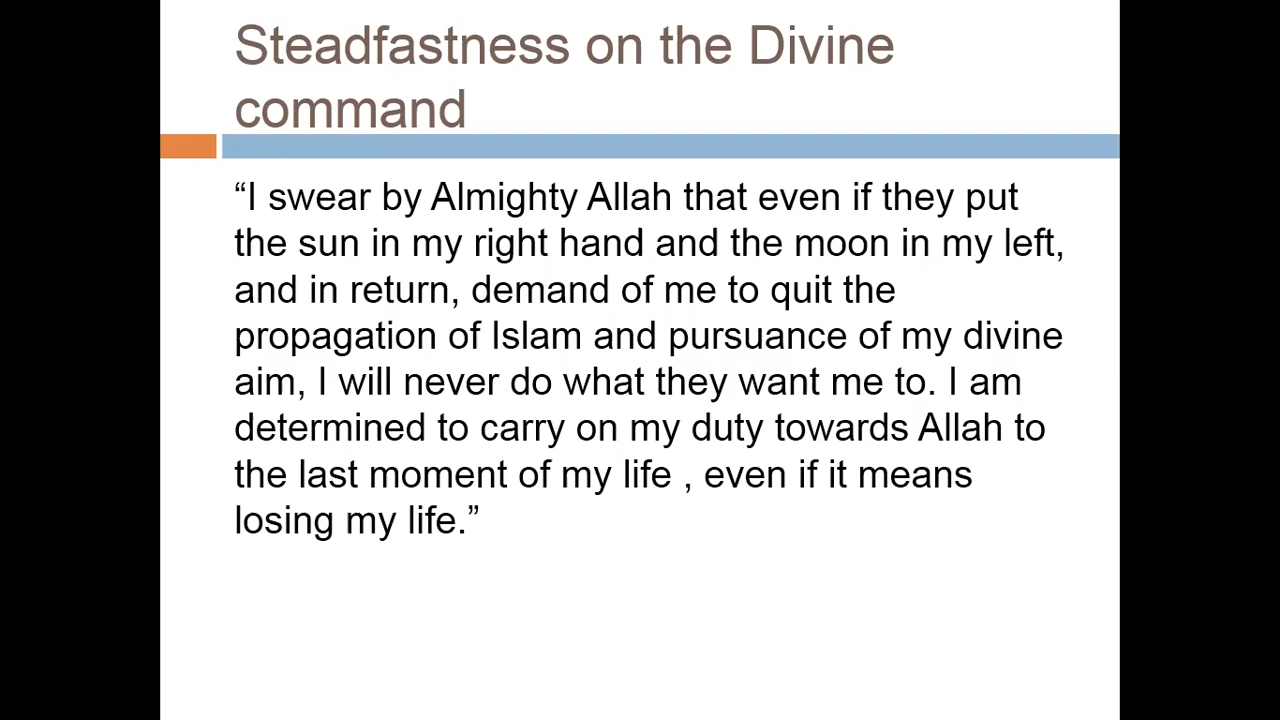 Steadfastness on the Divine
command
“I swear by Almighty Allah that even if they put
the sun in my right hand and the moon in my left,
and in return, demand of me to quit the
propagation of Islam and pursuance of my divine
aim, I will never do what they want me to. I am
determined to carry on my duty towards Allah to
the last moment of my life , even if it means
losing my life.”